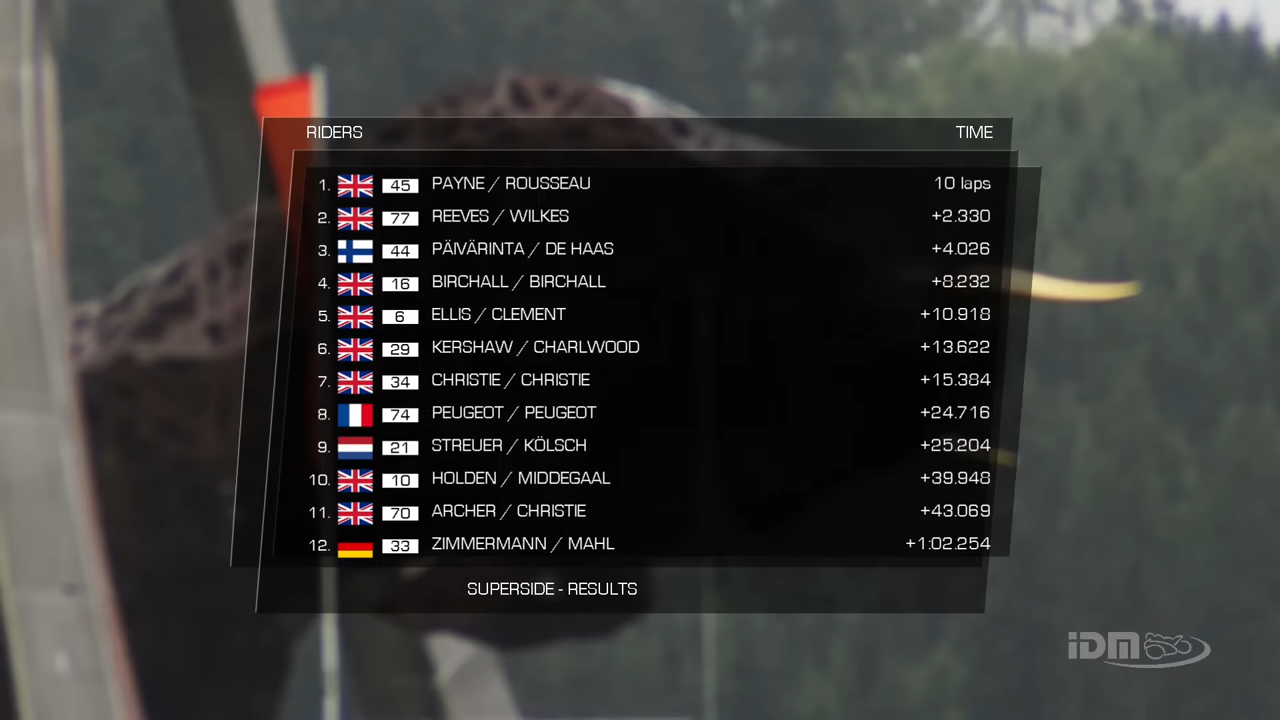 RIDERS TIME
1. 45 PAYNE / ROUSSEAU 10 laps
2. 77 REEVES / WILKES +2.330
3. 44 PÄIVÄRINTA / DE HAAS +4.026
4. 16 BIRCHALL / BIRCHALL +8.232
5. 6 ELLIS / CLEMENT +10.918
6. 29 KERSHAW / CHARLWOOD +13.622
7. 34 CHRISTIE / CHRISTIE +15.384
8. 74 PEUGEOT / PEUGEOT +24.716
9. 21 STREUER / KÖLSCH +25.204
10. 10 HOLDEN / MIDDEGAAL +39.948
11. 70 ARCHER / CHRISTIE +43.069
12. 33 ZIMMERMANN / MAHL +1:02.254
SUPERSIDE - RESULTS
iDM